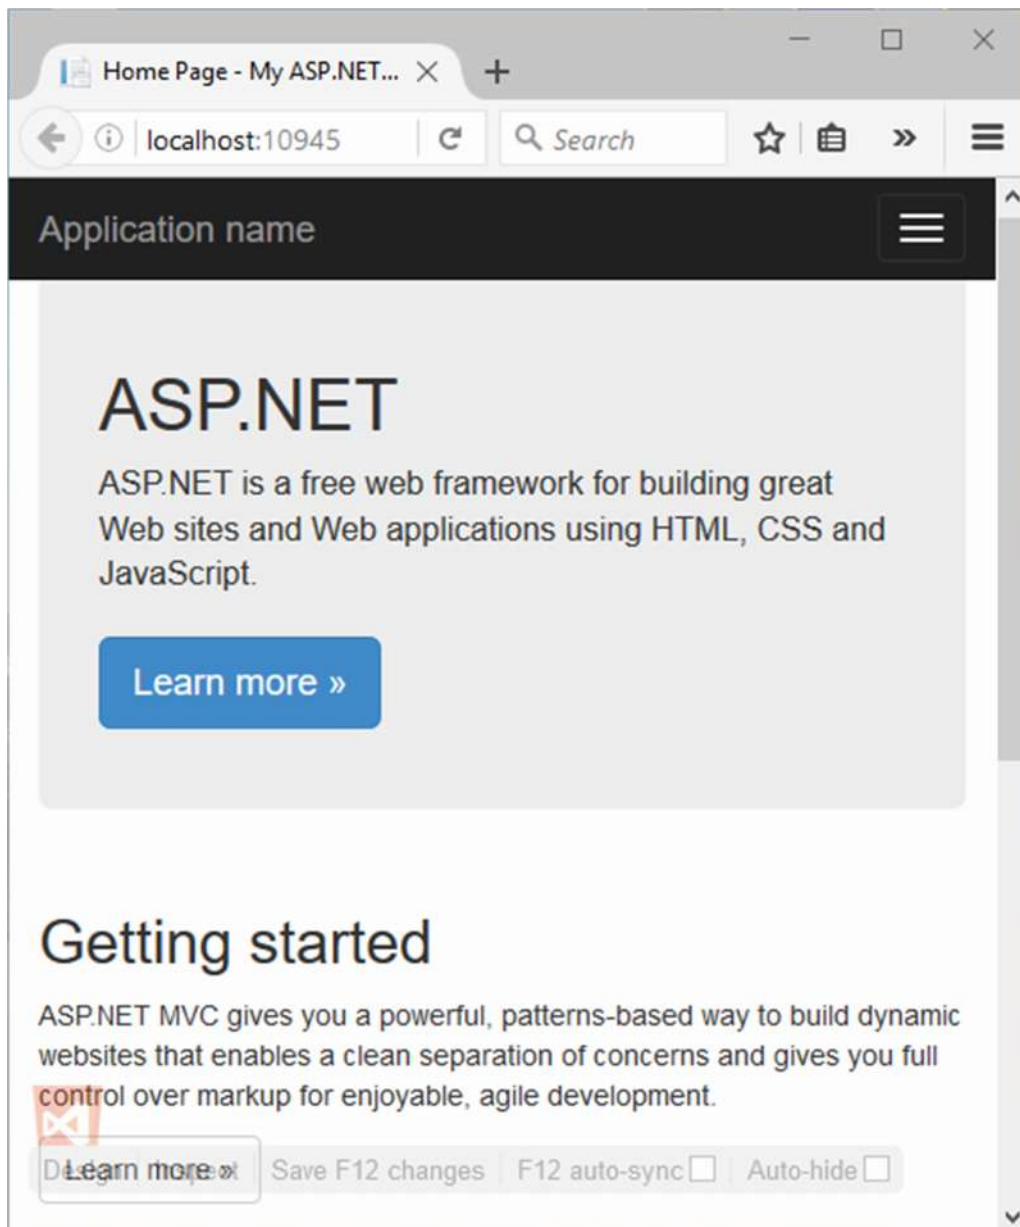 Home Page - My ASP.NET...
localhost:10945
Search
Application name
ASP.NET
ASP.NET is a free web framework for building great
Web sites and Web applications using HTML, CSS and
JavaScript.
Learn more »
Getting started
ASP.NET MVC gives you a powerful, patterns-based way to build dynamic
websites that enables a clean separation of concerns and gives you full
control over markup for enjoyable, agile development.
Learn more »
Design Inspect Save F12 changes F12 auto-sync Auto-hide